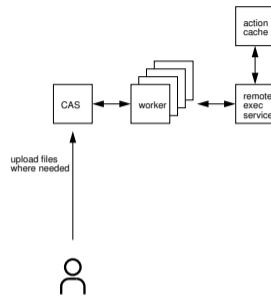 action
cache
CAS
worker
remote
exec
service
upload files
where needed